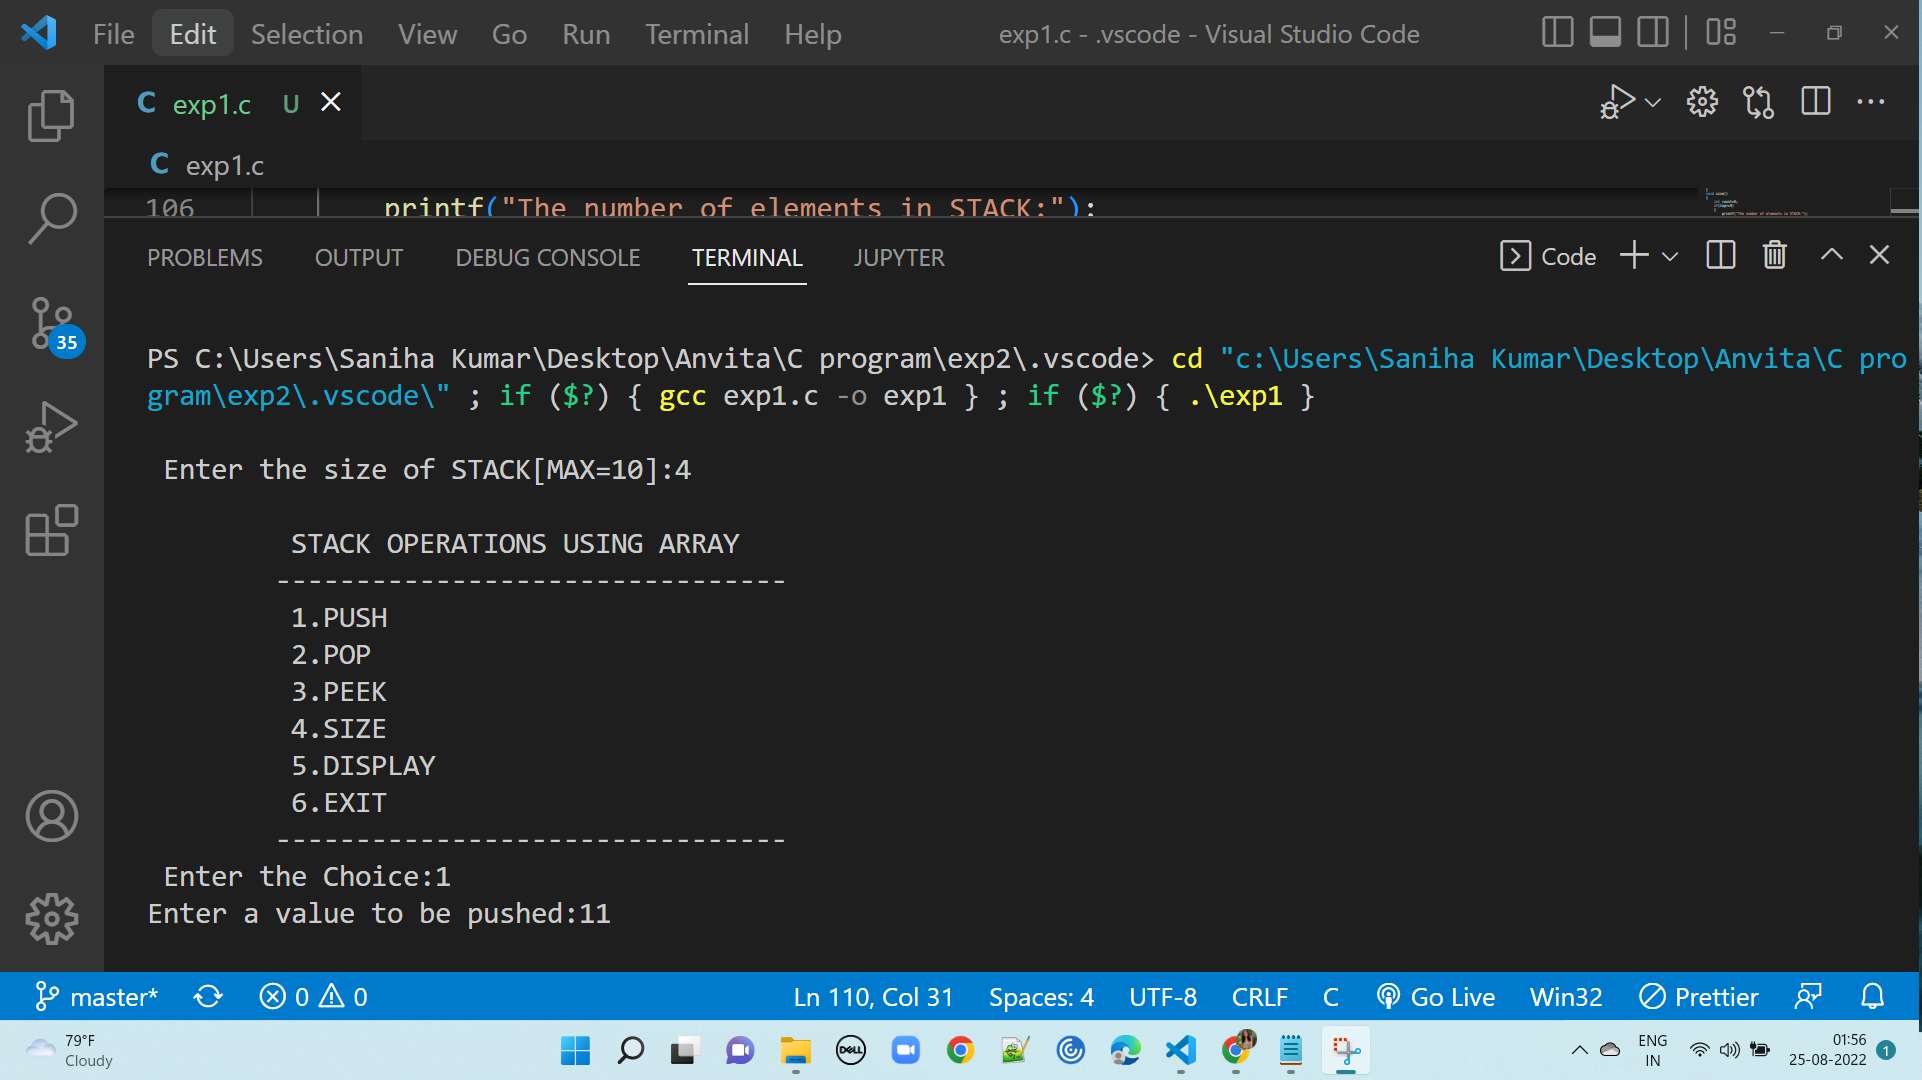 File Edit Selection View Go Run Terminal Help exp1.c - .vscode - Visual Studio Code
C exp1.c U
C exp1.c
106 printf("The number of elements in STACK:");
PROBLEMS OUTPUT DEBUG CONSOLE TERMINAL JUPYTER Code
35
PS C:\Users\Saniha Kumar\Desktop\Anvita\C program\exp2\.vscode> cd "c:\Users\Saniha Kumar\Desktop\Anvita\C pro
gram\exp2\.vscode\" ; if ($?) { gcc exp1.c -o exp1 } ; if ($?) { .\exp1 }
Enter the size of STACK[MAX=10]:4
STACK OPERATIONS USING ARRAY
--------------------------------
1.PUSH
2.POP
3.PEEK
4.SIZE
5.DISPLAY
6.EXIT
--------------------------------
Enter the Choice:1
Enter a value to be pushed:11
master* 0 0 Ln 110, Col 31 Spaces: 4 UTF-8 CRLF C Go Live Win32 Prettier
79°F
Cloudy
DELL
ENG
IN
01:56
25-08-2022
1